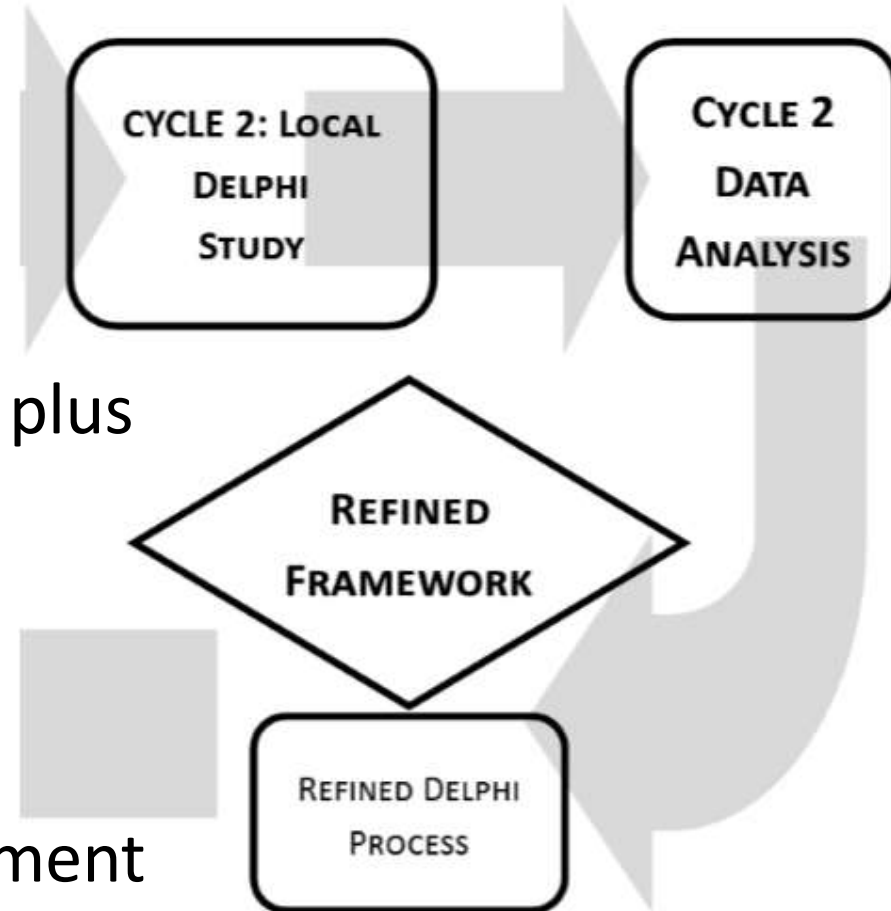 CYCLE 2: LOCAL
DELPHI
STUDY
CYCLE 2
DATA
ANALYSIS
plus
REFINED
FRAMEWORK
REFINED DELPHI
PROCESS
ment